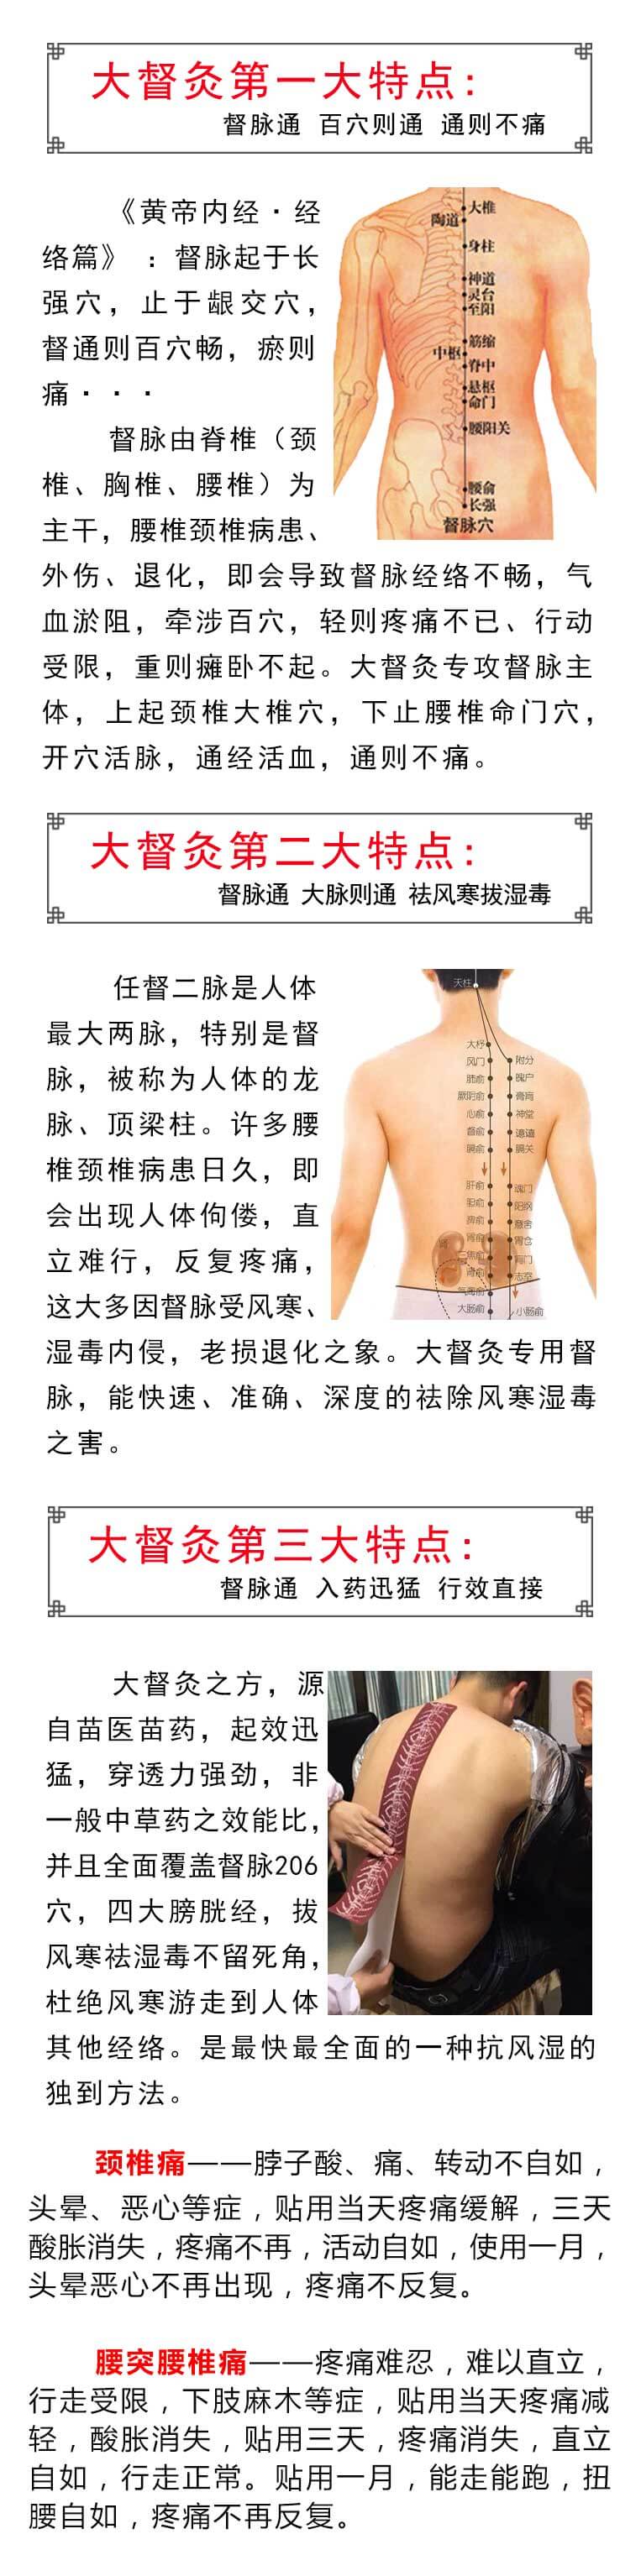 大督灸第一大特点：
督脉通 百穴则通 通则不痛
《黄帝内经·经
络篇》：督脉起于长
强穴，止于龈交穴，
督通则百穴畅，瘀则
痛···
督脉由脊椎（颈
椎、胸椎、腰椎）为
主干，腰椎颈椎病患、
外伤、退化，即会导致督脉经络不畅，气
血淤阻，牵涉百穴，轻则疼痛不已、行动
受限，重则瘫卧不起。大督灸专攻督脉主
体，上起颈椎大椎穴，下止腰椎命门穴，
开穴活脉，通经活血，通则不痛。
大椎
陶道
身柱
神道
灵台
至阳
筋缩
中枢
脊中
悬枢
命门
腰阳关
腰俞
长强
督脉穴
大督灸第二大特点：
督脉通 大脉则通 祛风寒拔湿毒
任督二脉是人体
最大两脉，特别是督
脉，被称为人体的龙
脉、顶梁柱。许多腰
椎颈椎病患日久，即
会出现人体佝偻，直
立难行，反复疼痛，
这大多因督脉受风寒、
湿毒内侵，老损退化之象。大督灸专用督
脉，能快速、准确、深度的祛除风寒湿毒
之害。
天柱
大杼
风门
附分
肺俞
魄户
厥阴俞
膏肓
心俞
神堂
督俞
譩譆
膈俞
膈关
肝俞
魂门
胆俞
阳纲
脾俞
意舍
胃俞
胃仓
三焦俞
肓门
肾俞
志室
气海俞
大肠俞
小肠俞
大督灸第三大特点：
督脉通 入药迅猛 行效直接
大督灸之方，源
自苗医苗药，起效迅
猛，穿透力强劲，非
一般中草药之效能比，
并且全面覆盖督脉206
穴，四大膀胱经，拔
风寒祛湿毒不留死角，
杜绝风寒游走到人体
其他经络。是最快最全面的一种抗风湿的
独到方法。
颈椎痛——脖子酸、痛、转动不自如，
头晕、恶心等症，贴用当天疼痛缓解，三天
酸胀消失，疼痛不再，活动自如，使用一月，
头晕恶心不再出现，疼痛不反复。
腰突腰椎痛——疼痛难忍，难以直立，
行走受限，下肢麻木等症，贴用当天疼痛减
轻，酸胀消失，贴用三天，疼痛消失，直立
自如，行走正常。贴用一月，能走能跑，扭
腰自如，疼痛不再反复。